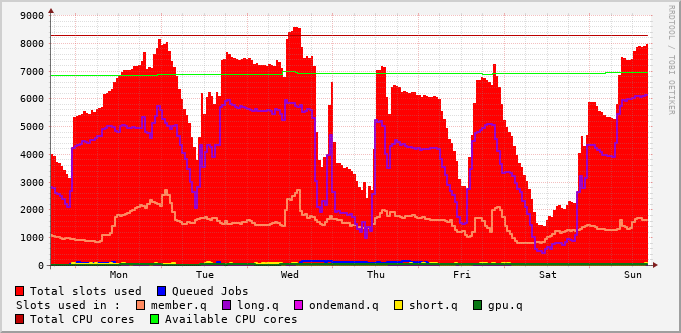 RRDTOOL / TOBI OETIKER
9000
8000
7000
6000
5000
4000
3000
2000
1000
0
Mon Tue Wed Thu Fri Sat Sun
Total slots used Queued Jobs
Slots used in : member.q long.q ondemand.q short.q gpu.q
Total CPU cores Available CPU cores